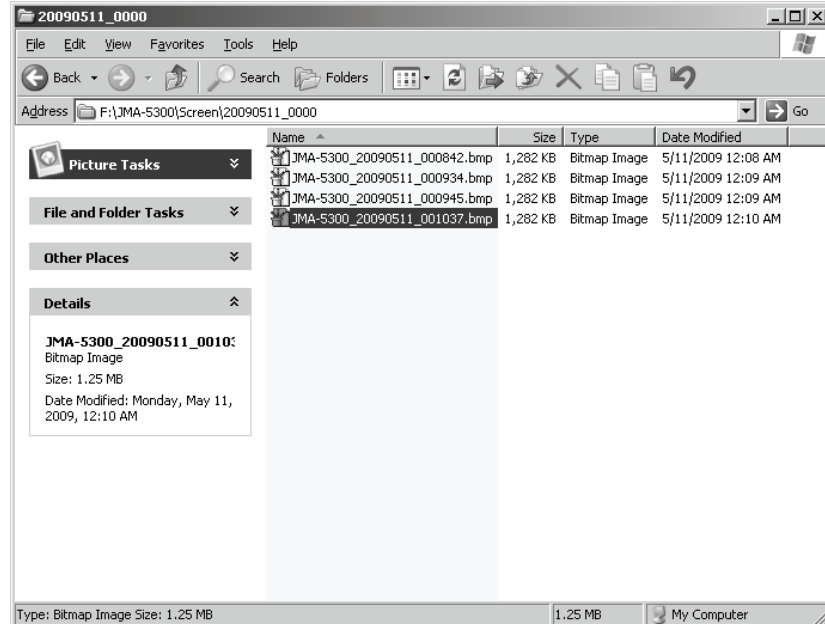 20090511_0000
File Edit View Favorites Tools Help
Back Search Folders
Address F:\JMA-5300\Screen\20090511_0000 Go
Name Size Type Date Modified
JMA-5300_20090511_000842.bmp 1,282 KB Bitmap Image 5/11/2009 12:08 AM
JMA-5300_20090511_000934.bmp 1,282 KB Bitmap Image 5/11/2009 12:09 AM
JMA-5300_20090511_000945.bmp 1,282 KB Bitmap Image 5/11/2009 12:09 AM
JMA-5300_20090511_001037.bmp 1,282 KB Bitmap Image 5/11/2009 12:10 AM
Picture Tasks
File and Folder Tasks
Other Places
Details
JMA-5300_20090511_00103
Bitmap Image
Size: 1.25 MB
Date Modified: Monday, May 11,
2009, 12:10 AM
Type: Bitmap Image Size: 1.25 MB 1.25 MB My Computer